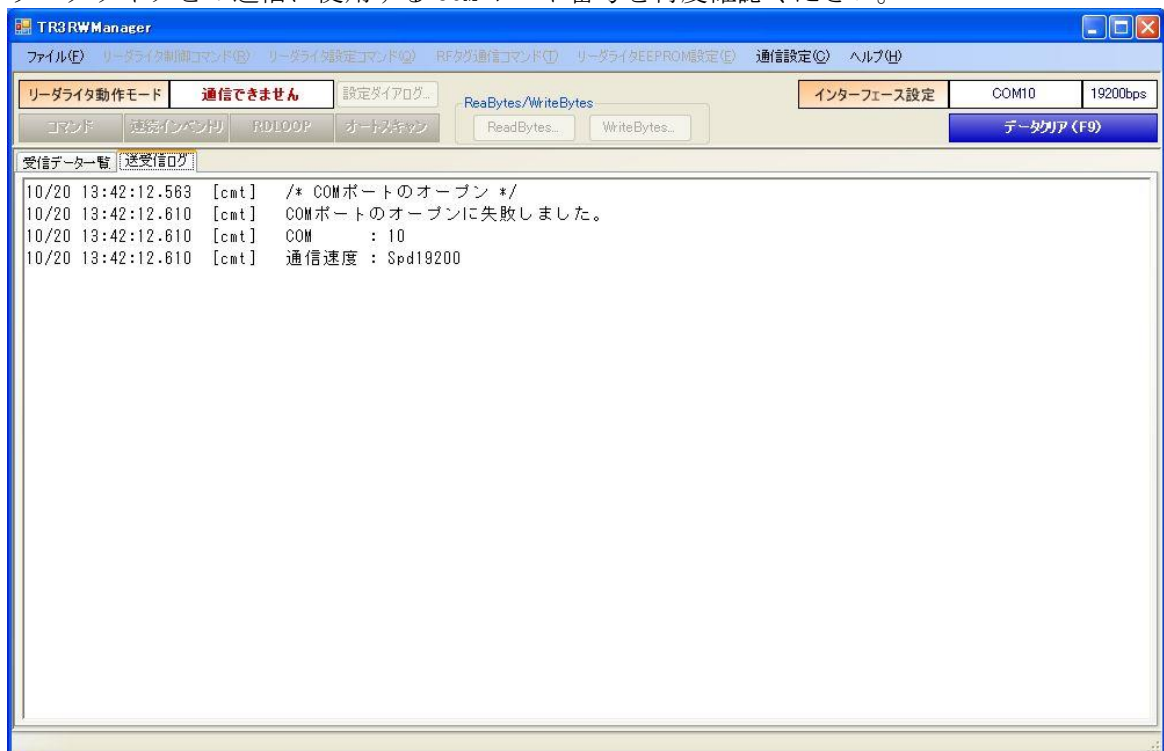 TR3RWManager
ファイル(F) リーダライタ制御コマンド(R) リーダライタ設定コマンド(Q) RFタグ通信コマンド(T) リーダライタEEPROM設定(E) 通信設定(C) ヘルプ(H)
リーダライタ動作モード 通信できません 設定ダイアログ... ReaBytes/WriteBytes インターフェース設定 COM10 19200bps
コマンド 連続インベントリ RDLOOP オートスキャン ReadBytes... WriteBytes... データクリア (F9)
受信データ一覧 送受信ログ
10/20 13:42:12.563 [cmt] /* COMポートのオープン */
10/20 13:42:12.610 [cmt] COMポートのオープンに失敗しました。
10/20 13:42:12.610 [cmt] COM : 10
10/20 13:42:12.610 [cmt] 通信速度 : Spd19200